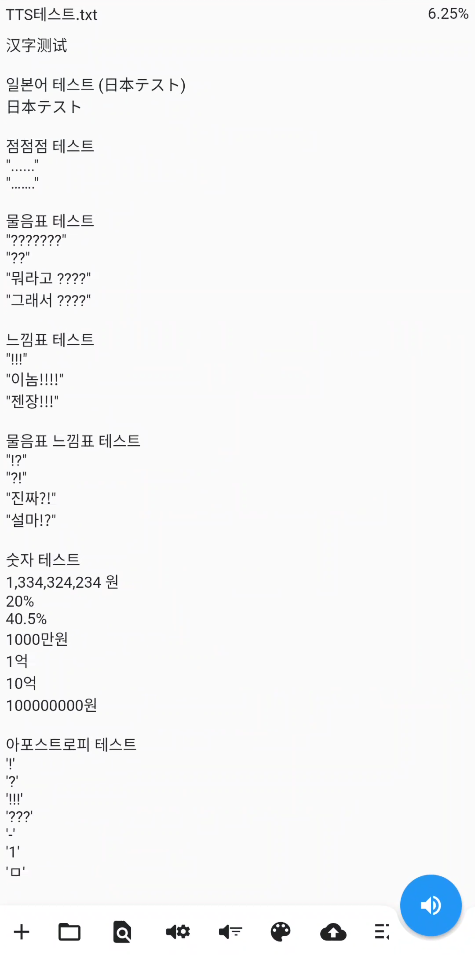 TTS테스트.txt
6.25%
汉字测试
일본어 테스트 (日本テスト)
日本テスト
점점점 테스트
"......"
"……."
물음표 테스트
"???????"
"??"
"뭐라고 ????"
"그래서 ????"
느낌표 테스트
"!!!"
"이놈!!!!"
"젠장!!!"
물음표 느낌표 테스트
"!?"
"?!"
"진짜?!"
"설마!?"
숫자 테스트
1,334,324,234 원
20%
40.5%
1000만원
1억
10억
100000000원
아포스트로피 테스트
'!'
'?'
'!!!'
'???'
'-'
'1'
'ㅁ'